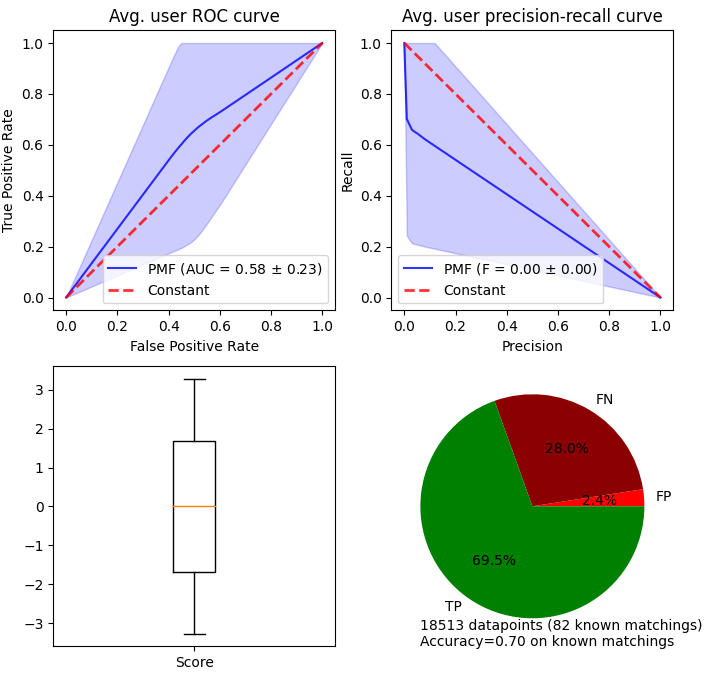 Avg. user ROC curve
True Positive Rate
1.0
0.8
0.6
0.4
0.2
0.0
PMF (AUC = 0.58 ± 0.23)
Constant
0.0 0.2 0.4 0.6 0.8 1.0
False Positive Rate
Avg. user precision-recall curve
Recall
1.0
0.8
0.6
0.4
0.2
0.0
PMF (F = 0.00 ± 0.00)
Constant
0.0 0.2 0.4 0.6 0.8 1.0
Precision
3
2
1
0
−1
−2
−3
Score
FN
28.0%
2.4%
FP
69.5%
TP
18513 datapoints (82 known matchings)
Accuracy=0.70 on known matchings